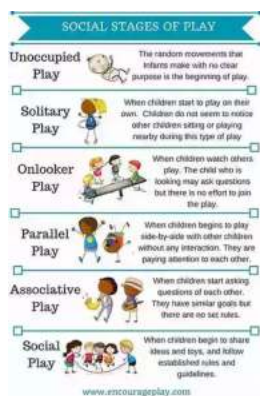 SOCIAL STAGES OF PLAY
Unoccupied
Play
The random movements that
Infants make with no clear
purpose is the beginning of play.
Solitary
Play
When children start to play on their
own. Children do not seem to notice
other children sitting or playing
nearby during this type of play
Onlooker
Play
When children watch others
play. The child who is
looking may ask questions
but there is no effort to join
the play.
Parallel
Play
When children begins to play
side-by-side with other children
without any interaction. They are
paying attention to each other.
Associative
Play
When children start asking
questions of each other.
They have similar goals but
there are no set rules.
Social
Play
When children begin to share
ideas and toys, and follow
established rules and
guidelines.
www.encourageplay.com